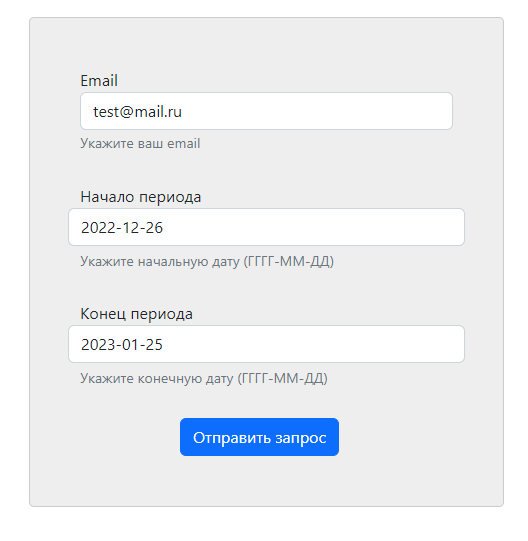 Email
test@mail.ru
Укажите ваш email
Начало периода
2022-12-26
Укажите начальную дату (ГГГГ-ММ-ДД)
Конец периода
2023-01-25
Укажите конечную дату (ГГГГ-ММ-ДД)
Отправить запрос